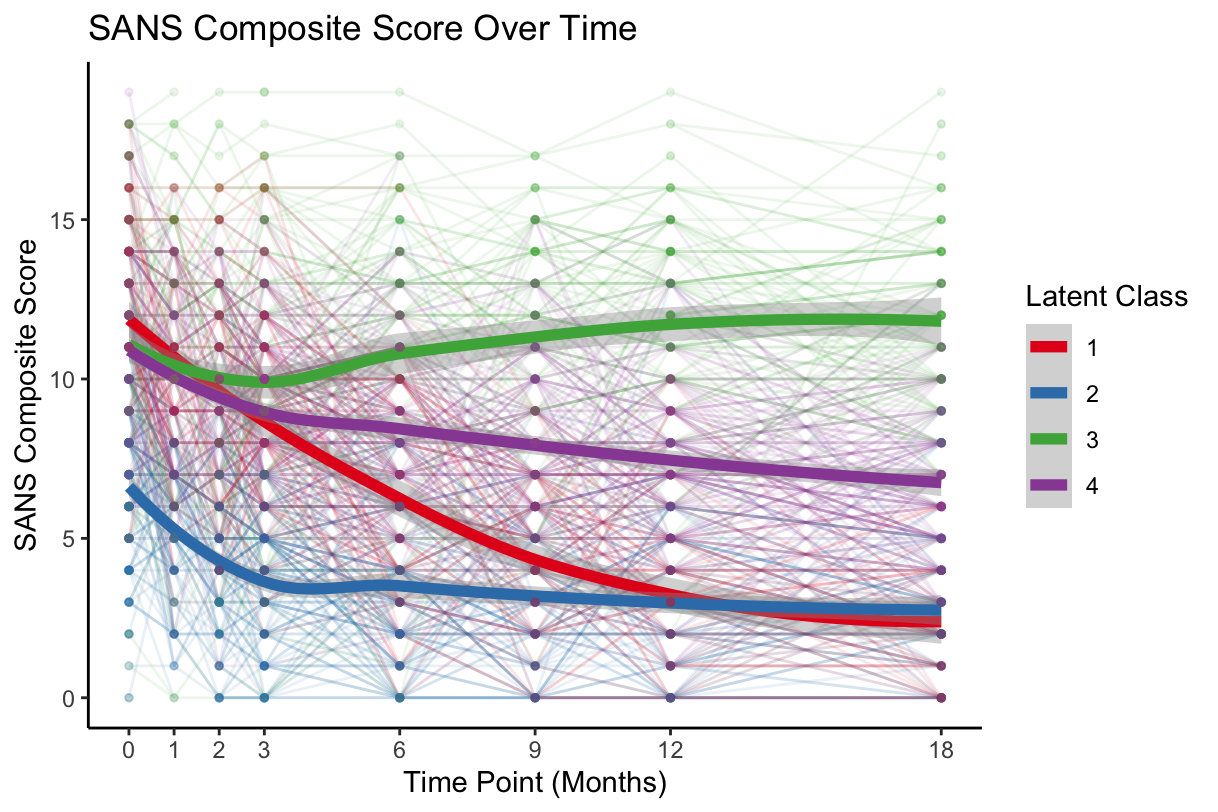 SANS Composite Score Over Time
SANS Composite Score
15
10
5
0
0 1 2 3 6 9 12 18
Time Point (Months)
Latent Class
1
2
3
4